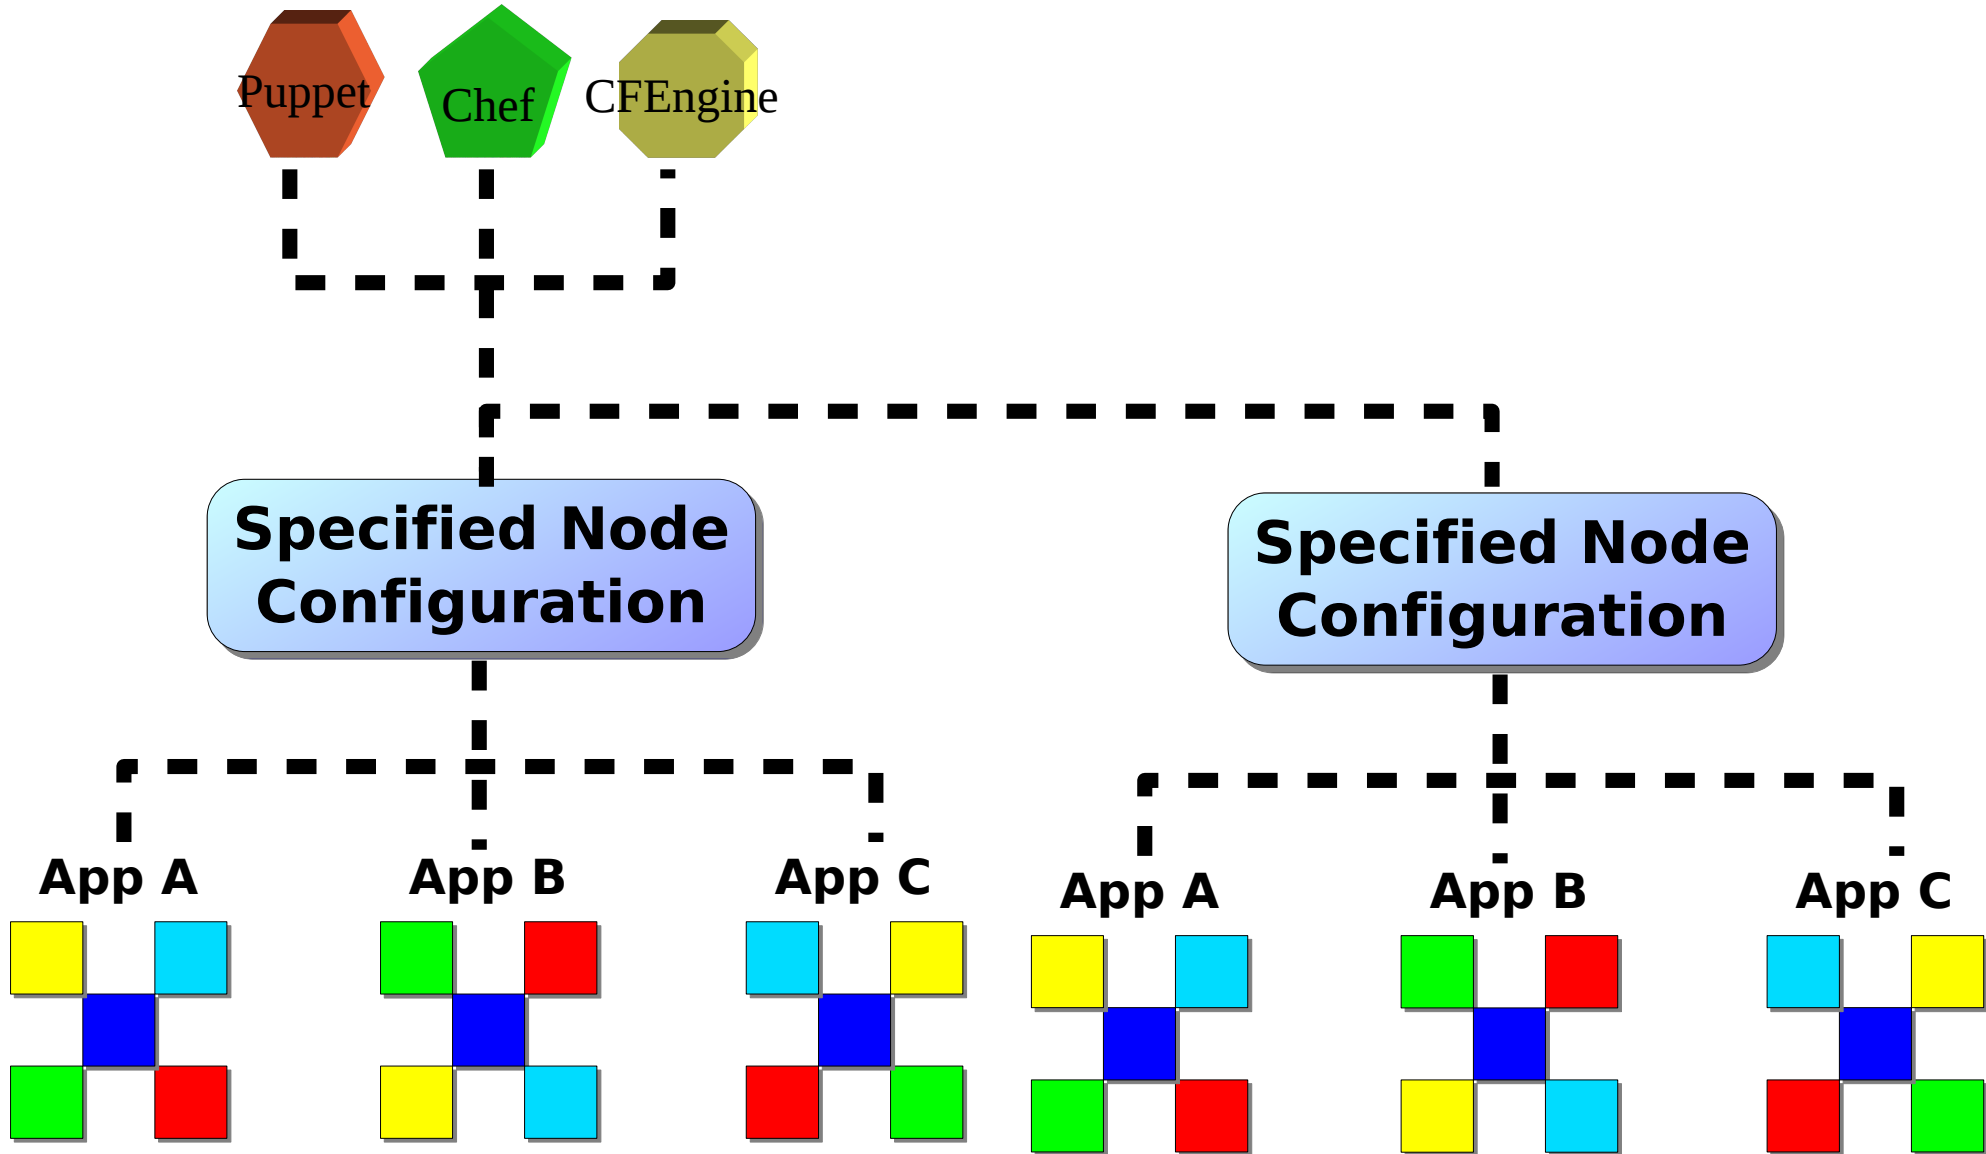 Puppet
Chef
CFEngine
Specified Node
Configuration
Specified Node
Configuration
App A
App B
App C
App A
App B
App C